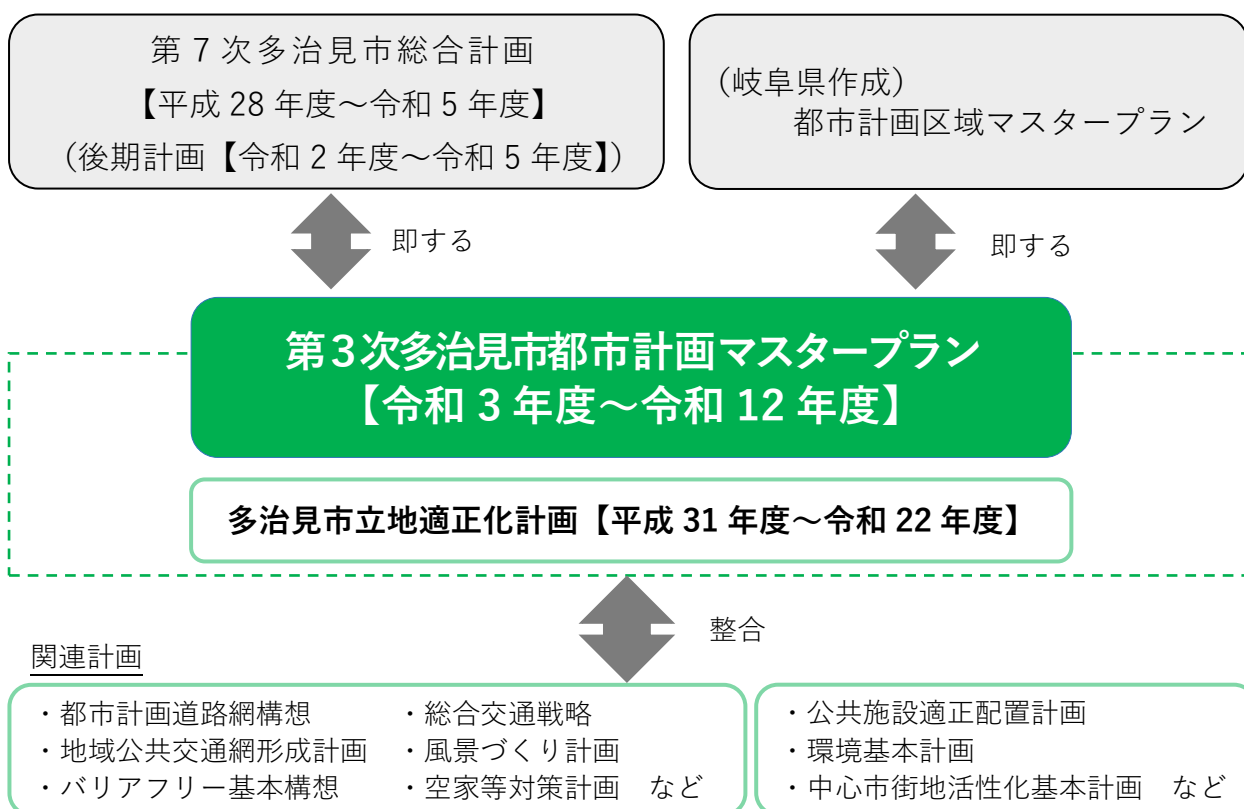 第7次多治見市総合計画
【平成 28 年度～令和 5 年度】
(後期計画【令和 2 年度～令和 5 年度】)
(岐阜県作成)
都市計画区域マスタープラン
即する
即する
第3次多治見市都市計画マスタープラン
【令和 3 年度～令和 12 年度】
多治見市立地適正化計画【平成 31 年度～令和 22 年度】
整合
関連計画
・都市計画道路網構想
・地域公共交通網形成計画
・バリアフリー基本構想
・総合交通戦略
・風景づくり計画
・空家等対策計画　など
・公共施設適正配置計画
・環境基本計画
・中心市街地活性化基本計画　など